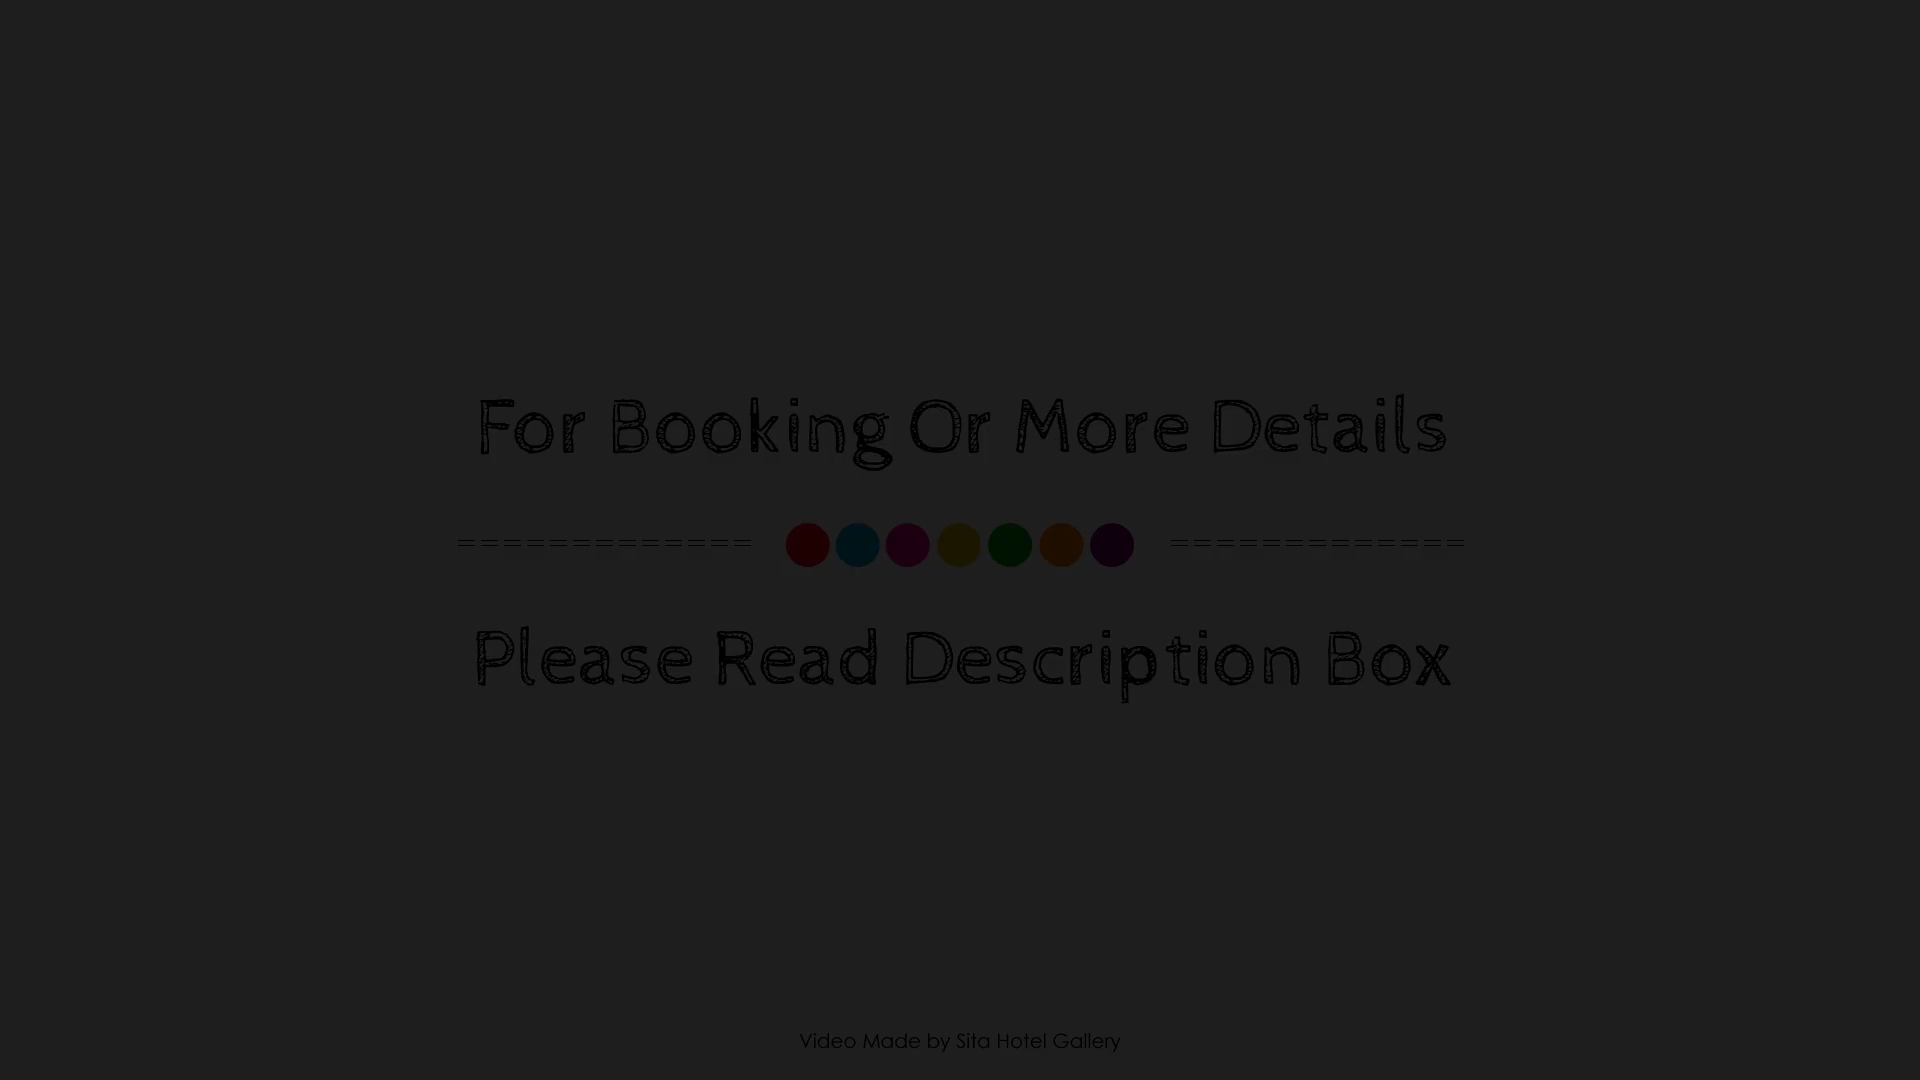 For Booking Or More Details
============= =============
Please Read Description Box
Video Made by Sita Hotel Gallery